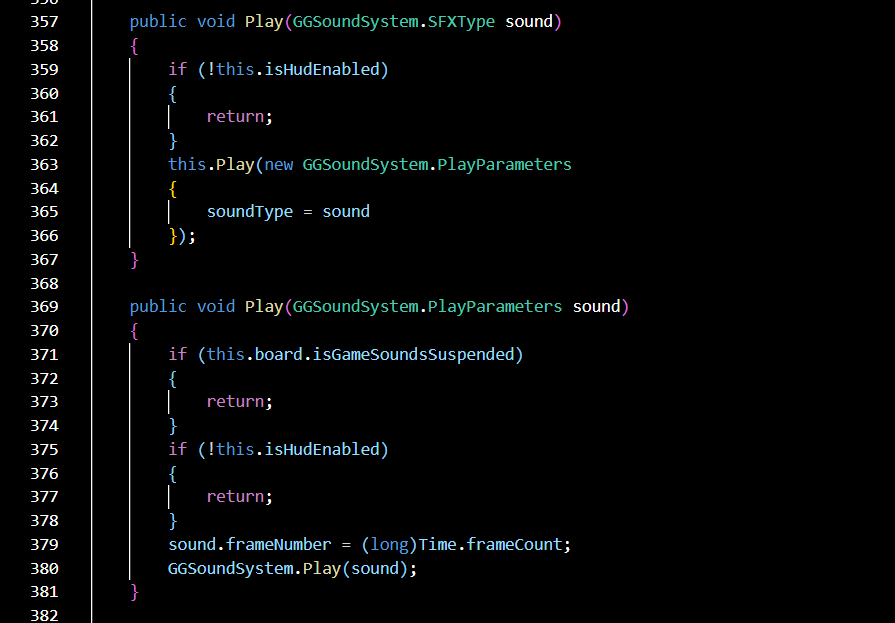 357 public void Play(GGSoundSystem.SFXType sound)
358 {
359 if (!this.isHudEnabled)
360 {
361 return;
362 }
363 this.Play(new GGSoundSystem.PlayParameters
364 {
365 soundType = sound
366 });
367 }
368
369 public void Play(GGSoundSystem.PlayParameters sound)
370 {
371 if (this.board.isGameSoundsSuspended)
372 {
373 return;
374 }
375 if (!this.isHudEnabled)
376 {
377 return;
378 }
379 sound.frameNumber = (long)Time.frameCount;
380 GGSoundSystem.Play(sound);
381 }
382